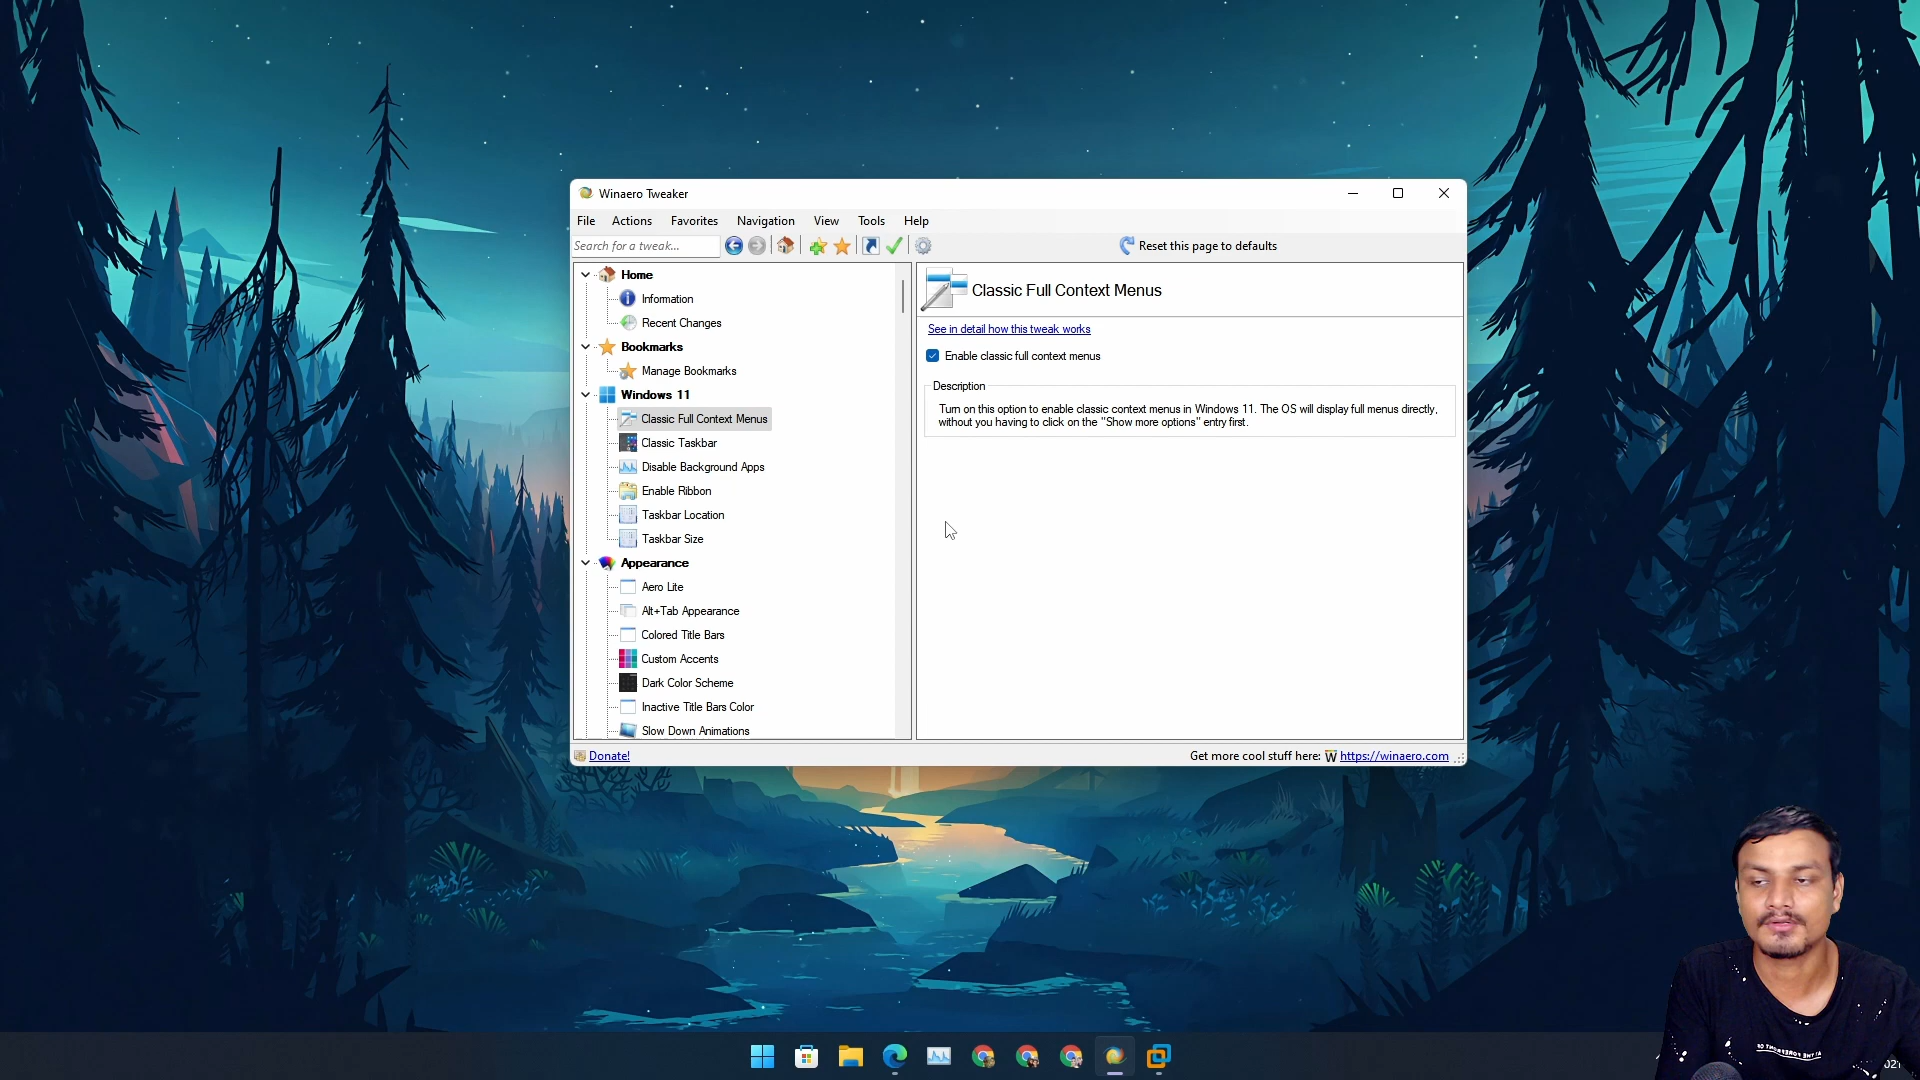 Winaero Tweaker
File Actions Favorites Navigation View Tools Help
Search for a tweak...
Reset this page to defaults
Home
Information
Recent Changes
Bookmarks
Manage Bookmarks
Windows 11
Classic Full Context Menus
Classic Taskbar
Disable Background Apps
Enable Ribbon
Taskbar Location
Taskbar Size
Appearance
Aero Lite
Alt+Tab Appearance
Colored Title Bars
Custom Accents
Dark Color Scheme
Inactive Title Bars Color
Slow Down Animations
Classic Full Context Menus
See in detail how this tweak works
Enable classic full context menus
Description
Turn on this option to enable classic context menus in Windows 11. The OS will display full menus directly,
without you having to click on the "Show more options" entry first.
Donate!
Get more cool stuff here: W https://winaero.com